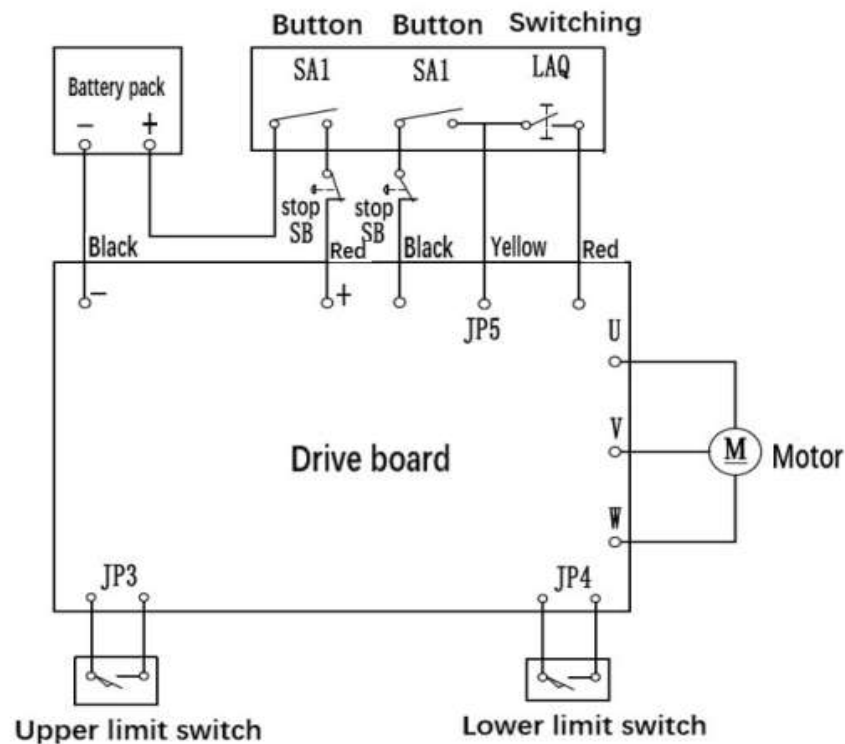 Button Button Switching
SA1 SA1 LAQ
Battery pack
- +
stop stop
SB SB
Black Red Black Yellow Red
- +
JP5
U
V
Drive board
M Motor
W
JP3 JP4
Upper limit switch Lower limit switch